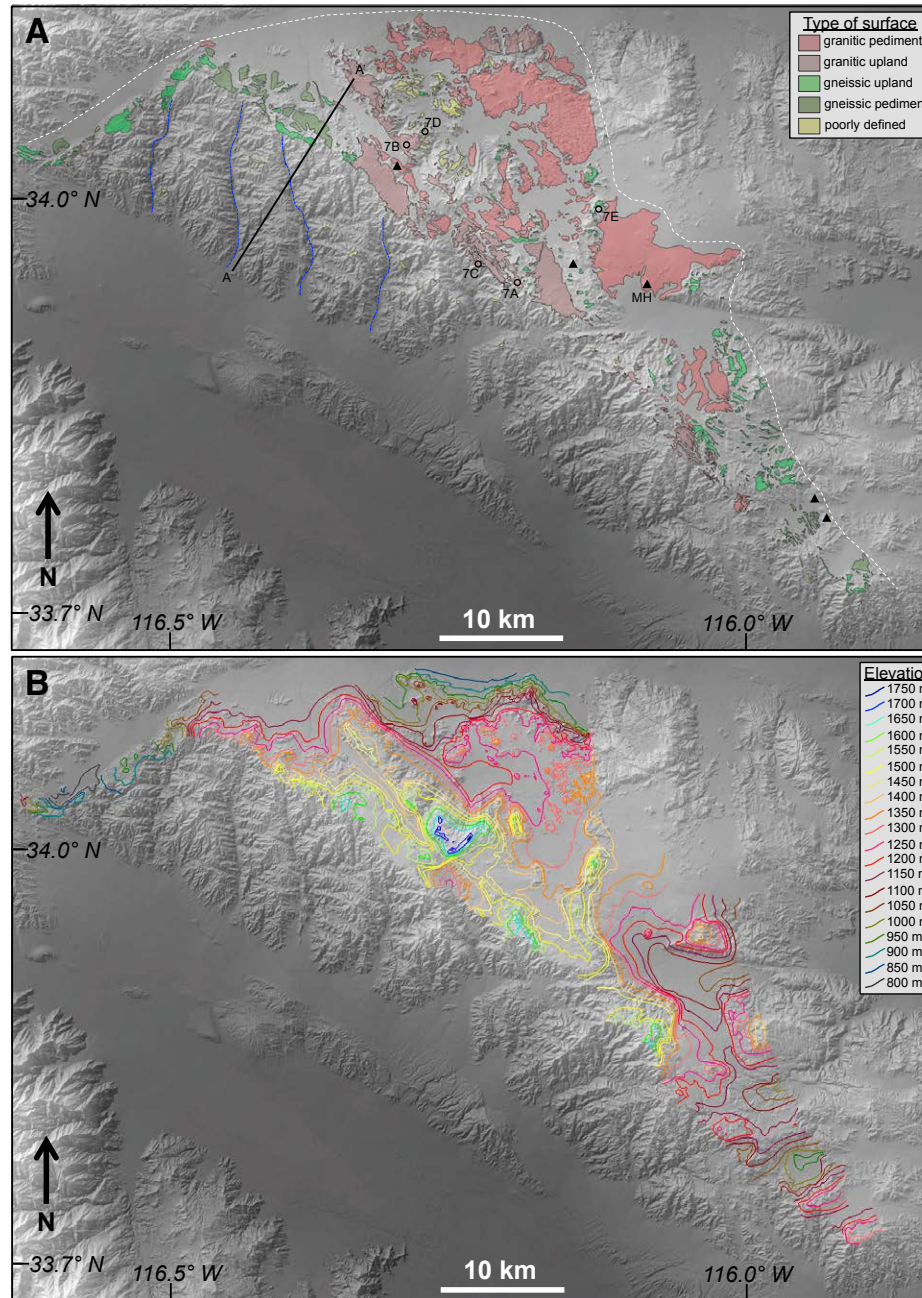 A
Type of surface
granitic pediment
granitic upland
gneissic upland
gneissic pediment
poorly defined
A'
7D
7B
34.0° N
7E
7C
A
7A
MH
N
33.7° N
116.5° W
10 km
116.0° W
B
Elevation
1750 m
1700 m
1650 m
1600 m
1550 m
1500 m
1450 m
1400 m
1350 m
1300 m
1250 m
1200 m
1150 m
1100 m
1050 m
1000 m
950 m
900 m
850 m
800 m
34.0° N
N
33.7° N
116.5° W
10 km
116.0° W